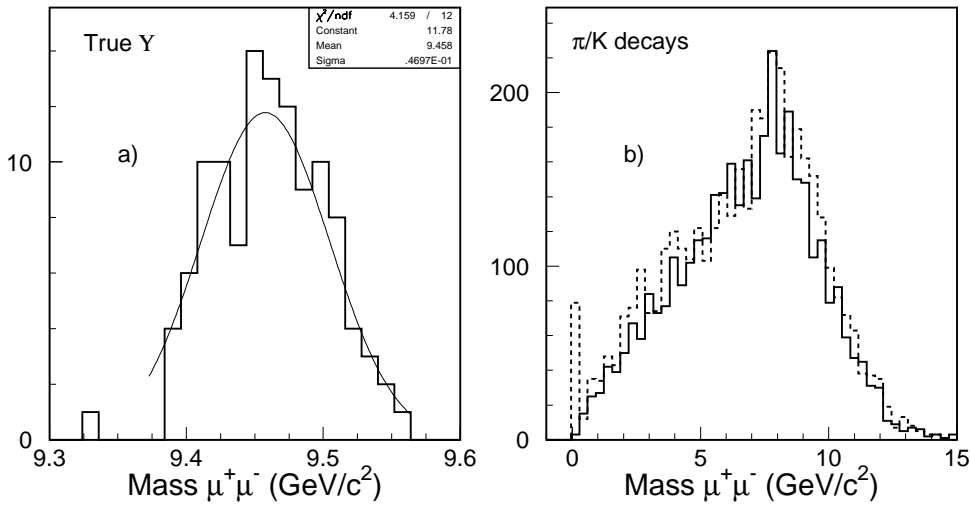 True Υ
χ²/ndf 4.159 / 12
Constant 11.78
Mean 9.458
Sigma .4697E-01
a)
10
0
9.3 9.4 9.5 9.6
Mass μ⁺μ⁻ (GeV/c²)
π/K decays
b)
200
100
0
0 5 10 15
Mass μ⁺μ⁻ (GeV/c²)